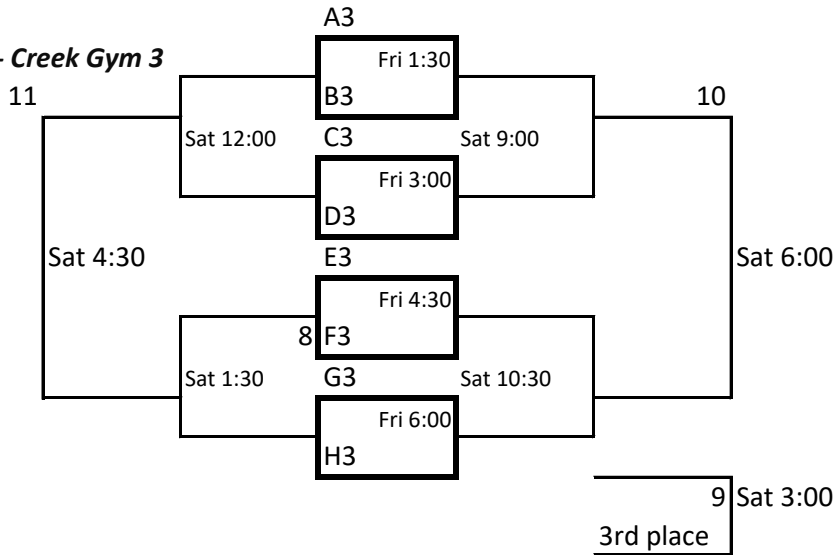 A3
- Creek Gym 3
Fri 1:30
11
B3
10
Sat 12:00
C3
Sat 9:00
Fri 3:00
D3
Sat 4:30
E3
Sat 6:00
Fri 4:30
8
F3
Sat 1:30
G3
Sat 10:30
Fri 6:00
H3
9
Sat 3:00
3rd place